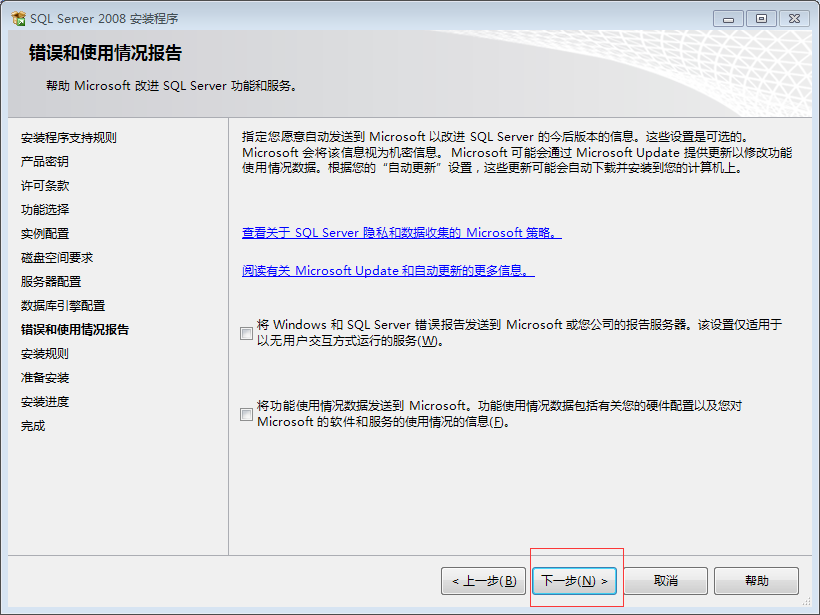 SQL Server 2008 安装程序
错误和使用情况报告
帮助 Microsoft 改进 SQL Server 功能和服务。
安装程序支持规则
产品密钥
许可条款
功能选择
实例配置
磁盘空间要求
服务器配置
数据库引擎配置
错误和使用情况报告
安装规则
准备安装
安装进度
完成
指定您愿意自动发送到 Microsoft 以改进 SQL Server 的今后版本的信息。这些设置是可选的。
Microsoft 会将该信息视为机密信息。 Microsoft 可能会通过 Microsoft Update 提供更新以修改功能
使用情况数据。根据您的“自动更新”设置，这些更新可能会自动下载并安装到您的计算机上。
查看关于 SQL Server 隐私和数据收集的 Microsoft 策略。
阅读有关 Microsoft Update 和自动更新的更多信息。
将 Windows 和 SQL Server 错误报告发送到 Microsoft 或您公司的报告服务器。该设置仅适用于
以无用户交互方式运行的服务(W)。
将功能使用情况数据发送到 Microsoft。功能使用情况数据包括有关您的硬件配置以及您对
Microsoft 的软件和服务的使用情况的信息(F)。
< 上一步(B) 下一步(N) > 取消 帮助